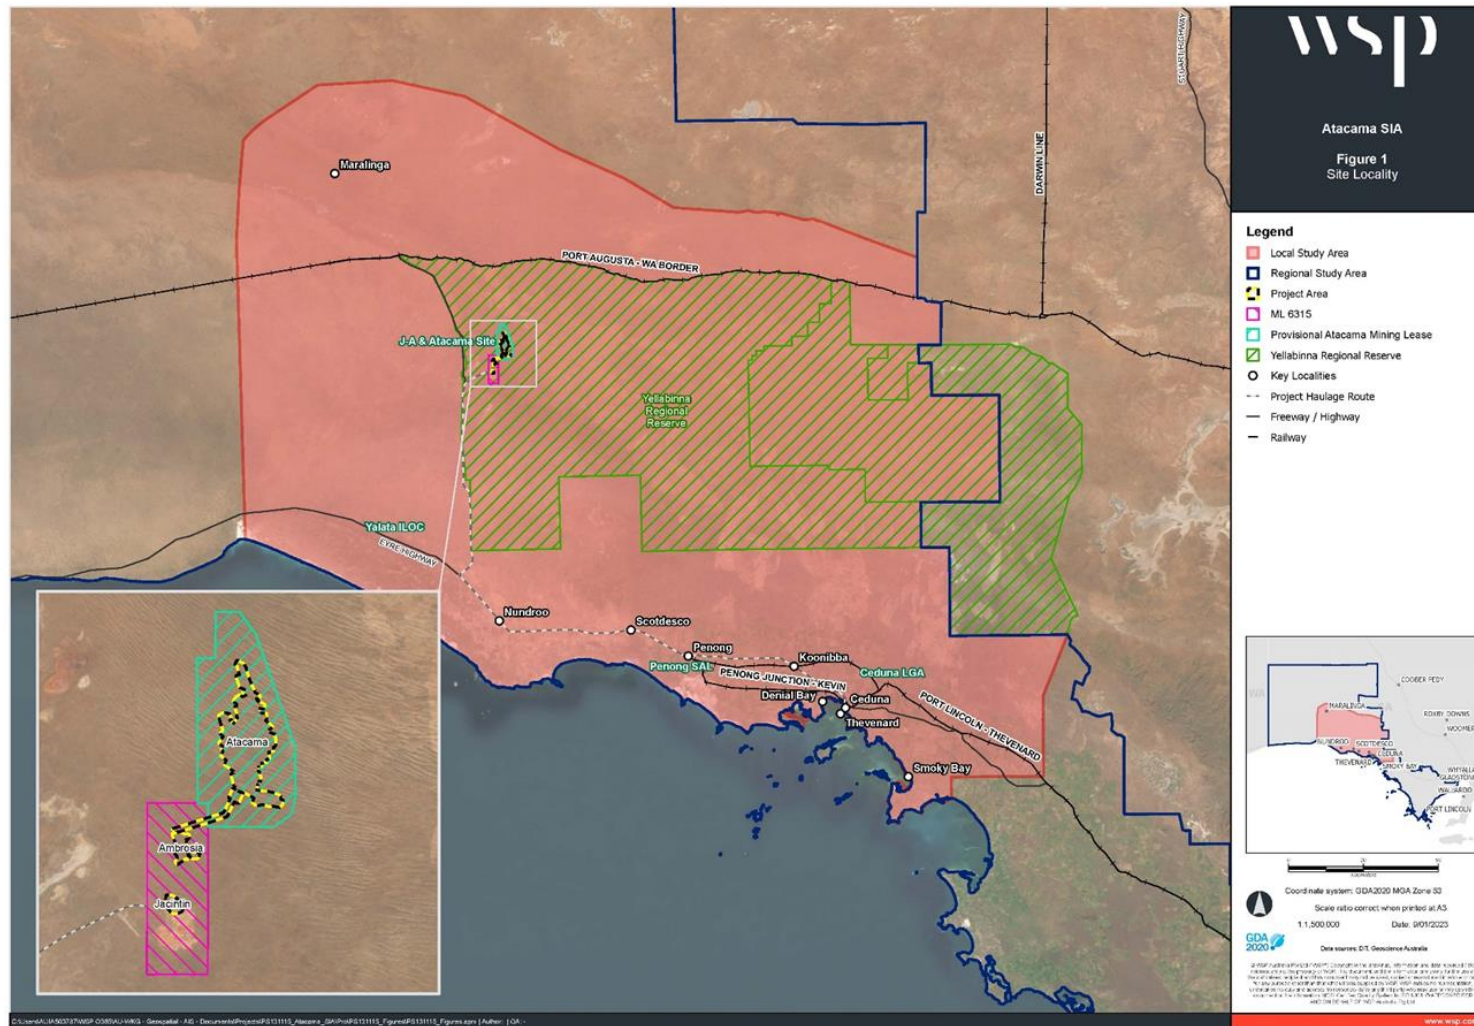 wsp
Atacama SIA
Figure 1
Site Locality
Legend
Local Study Area
Regional Study Area
Project Area
ML 6315
Provisional Atacama Mining Lease
Yellabinna Regional Reserve
Key Localities
Project Haulage Route
Freeway / Highway
Railway
STUART HIGHWAY
DARWIN LINE
Maralinga
PORT AUGUSTA - WA BORDER
J-A & Atacama Site
Yellabinna
Regional
Reserve
Yalata ILOC
EYRE HIGHWAY
Nundroo
Scotdesco
Penong
Penong SAL
Koonibba
Ceduna LGA
PENONG JUNCTION - KEVIN
Denial Bay
Ceduna
Thevenard
PORT LINCOLN - THEVENARD
Smoky Bay
Atacama
Ambrosia
Jacintin
COOBER PEDY
MARALINGA
ROXBY DOWNS
WOOMER
NUNDROO
SCOTDESCO
CEDUNA
THEVENARD
SMOKY BAY
WHYALLA
GLADSTON
WALLAROO
PORT LINCOLN
Coordinate system: GDA2020 MGA Zone 53
Scale ratio correct when printed at A3
1:1,500,000
Date: 9/01/2023
GDA
2020
Data sources: DIT, Geoscience Australia
www.wsp.co